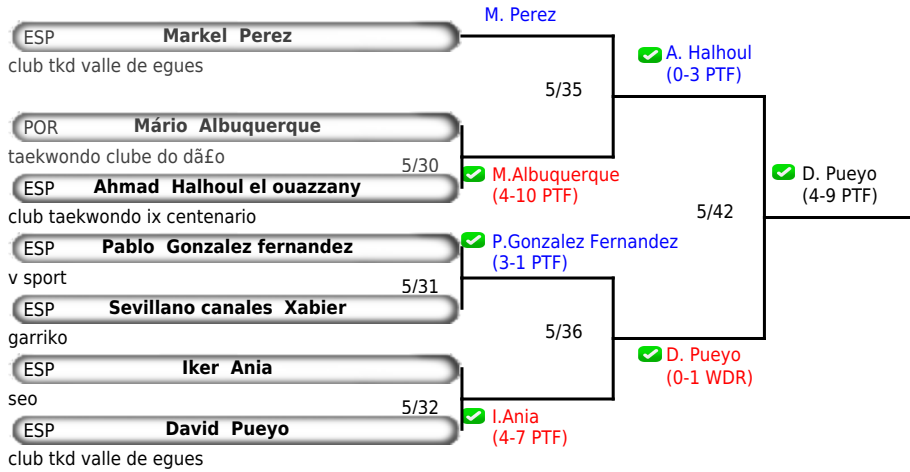 M. Perez
ESP Markel Perez
club tkd valle de egues
A. Halhoul
(0-3 PTF)
5/35
POR Mário Albuquerque
taekwondo clube do dã£o
5/30
M.Albuquerque
(4-10 PTF)
ESP Ahmad Halhoul el ouazzany
club taekwondo ix centenario
D. Pueyo
(4-9 PTF)
5/42
ESP Pablo Gonzalez fernandez
v sport
P.Gonzalez Fernandez
(3-1 PTF)
5/31
ESP Sevillano canales Xabier
garriko
5/36
ESP Iker Ania
seo
D. Pueyo
(0-1 WDR)
5/32
I.Ania
(4-7 PTF)
ESP David Pueyo
club tkd valle de egues